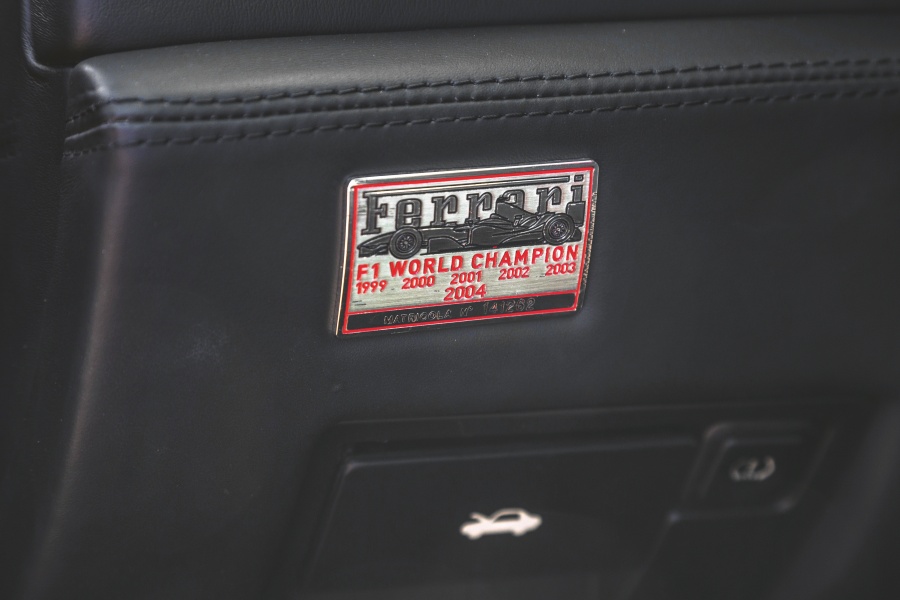 Ferrari
F1 WORLD CHAMPION
1999 2000 2001 2002 2003
2004
MATRICOLA N°